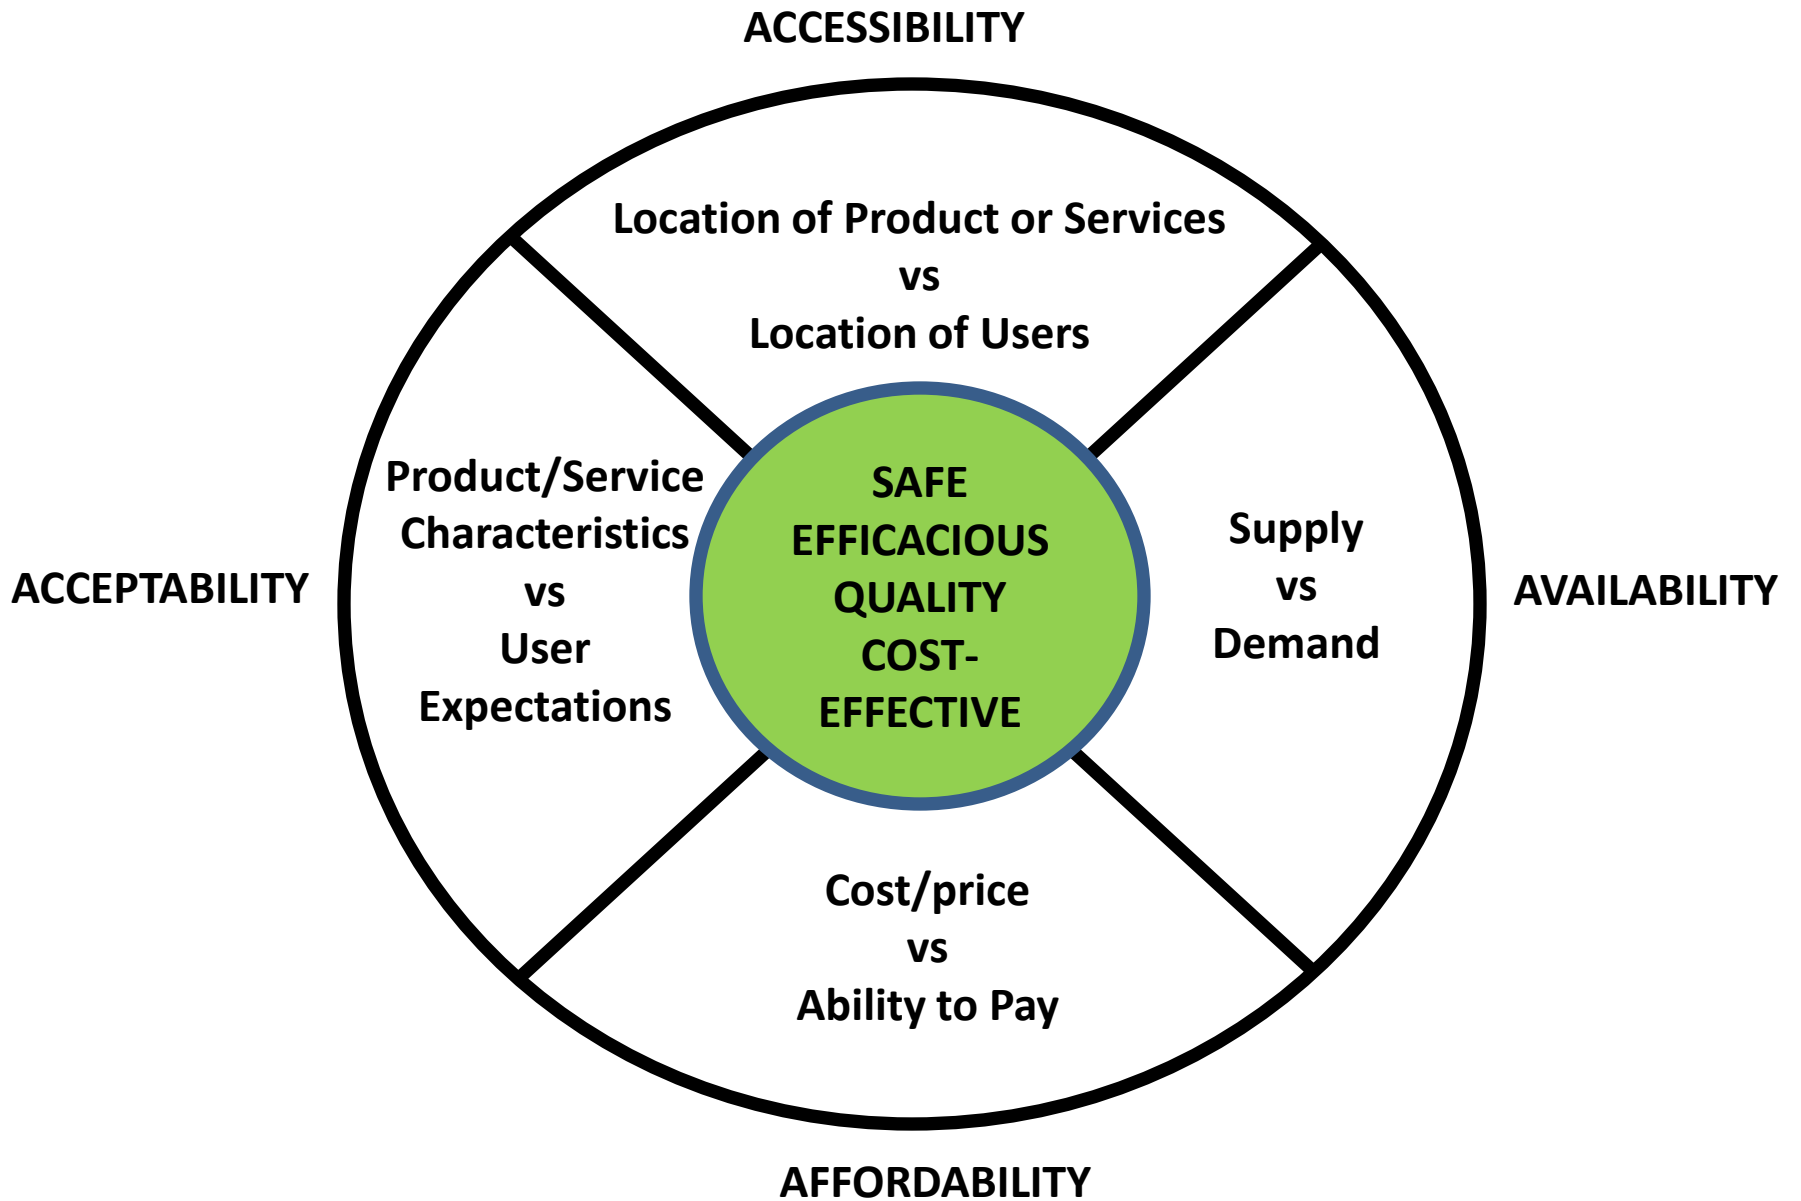 ACCESSIBILITY
Location of Product or Services
vs
Location of Users
ACCEPTABILITY
Product/Service
Characteristics
vs
User
Expectations
SAFE
EFFICACIOUS
QUALITY
COST-
EFFECTIVE
Supply
vs
Demand
AVAILABILITY
Cost/price
vs
Ability to Pay
AFFORDABILITY